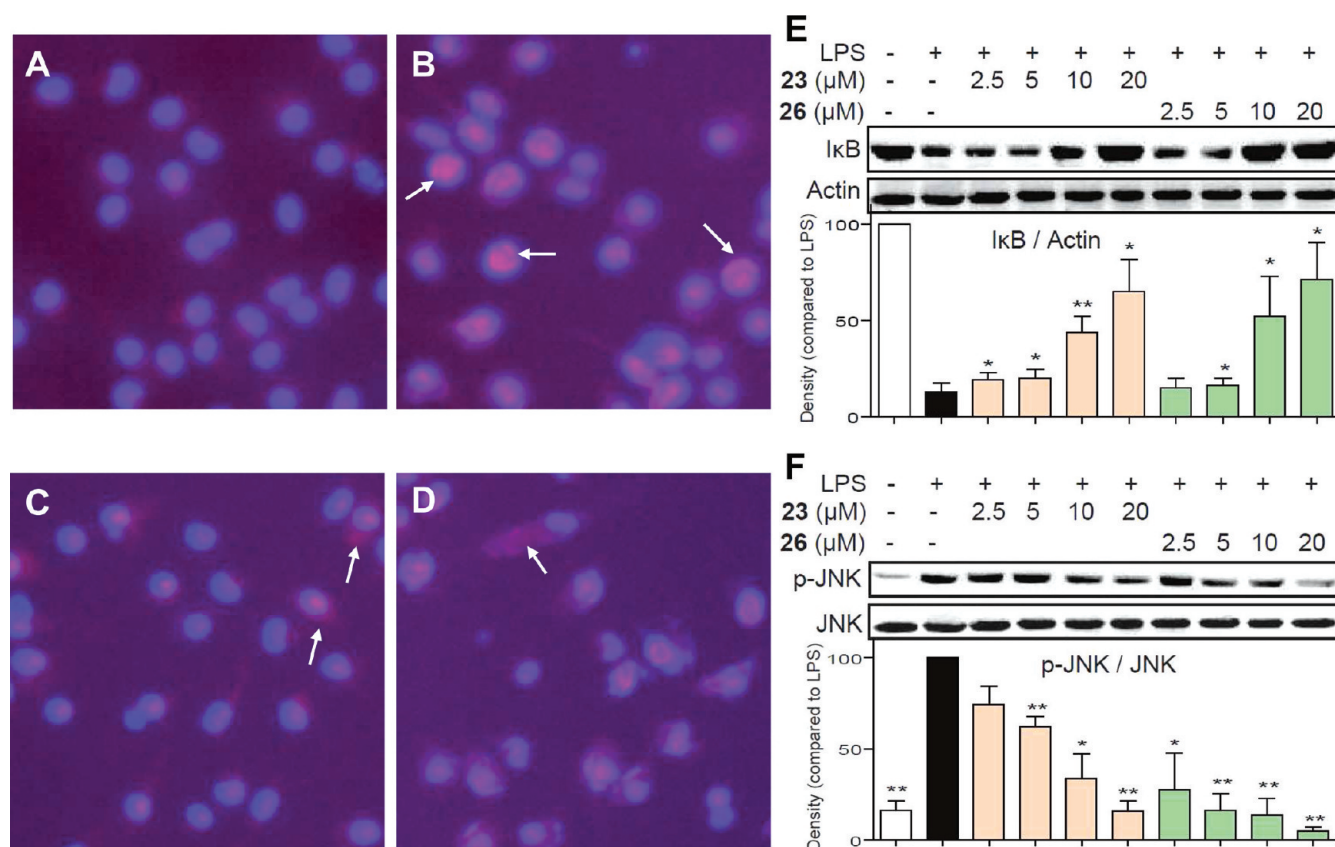 A
B
C
D
E
LPS - + + + + + + + + +
23 (µM) - - 2.5 5 10 20
26 (µM) - - 2.5 5 10 20
IκB
Actin
IκB / Actin
Density (compared to LPS)
100
50
0
* * ** * * * *
F
LPS - + + + + + + + + +
23 (µM) - - 2.5 5 10 20
26 (µM) - - 2.5 5 10 20
p-JNK
JNK
p-JNK / JNK
Density (compared to LPS)
100
50
0
** ** * ** * ** ** **